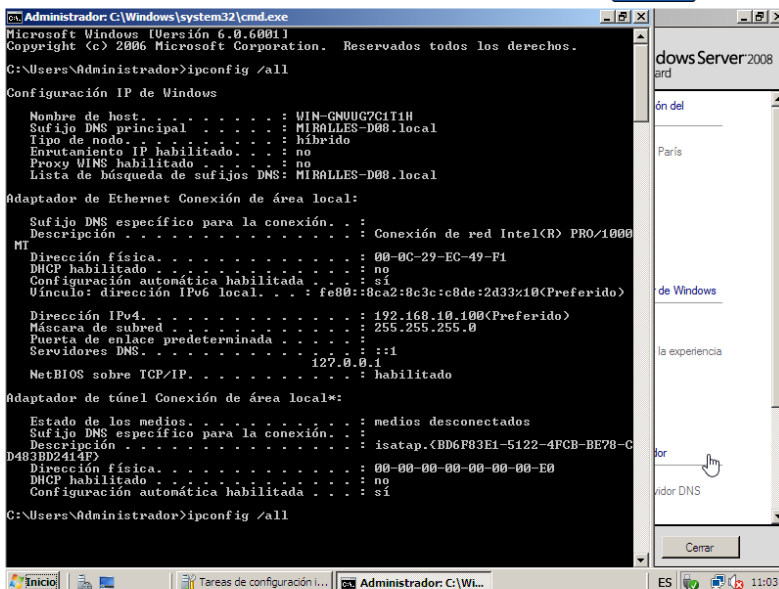 Administrador: C:\Windows\system32\cmd.exe
Microsoft Windows [Versión 6.0.6001]
Copyright (c) 2006 Microsoft Corporation.  Reservados todos los derechos.
C:\Users\Administrador>ipconfig /all
Configuración IP de Windows
Nombre de host. . . . . . . . . : WIN-GNVUG7C1T1H
Sufijo DNS principal  . . . . . : MIRALLES-D08.local
Tipo de nodo. . . . . . . . . . : híbrido
Enrutamiento IP habilitado. . . : no
Proxy WINS habilitado . . . . . : no
Lista de búsqueda de sufijos DNS: MIRALLES-D08.local
Adaptador de Ethernet Conexión de área local:
Sufijo DNS específico para la conexión. . :
Descripción . . . . . . . . . . . . . . . : Conexión de red Intel(R) PRO/1000
MT
Dirección física. . . . . . . . . . . . . : 00-0C-29-EC-49-F1
DHCP habilitado . . . . . . . . . . . . . : no
Configuración automática habilitada . . . : sí
Vínculo: dirección IPv6 local. . . : fe80::8ca2:8c3c:c8de:2d33%10(Preferido)
Dirección IPv4. . . . . . . . . . . . . . : 192.168.10.100(Preferido)
Máscara de subred . . . . . . . . . . . . : 255.255.255.0
Puerta de enlace predeterminada . . . . . :
Servidores DNS. . . . . . . . . . . . . . : ::1
127.0.0.1
NetBIOS sobre TCP/IP. . . . . . . . . . . : habilitado
Adaptador de túnel Conexión de área local*:
Estado de los medios. . . . . . . . . . . : medios desconectados
Sufijo DNS específico para la conexión. . :
Descripción . . . . . . . . . . . . . . . : isatap.{BD6F83E1-5122-4FCB-BE78-C
D483BD2414F}
Dirección física. . . . . . . . . . . . . : 00-00-00-00-00-00-00-E0
DHCP habilitado . . . . . . . . . . . . . : no
Configuración automática habilitada . . . : sí
C:\Users\Administrador>ipconfig /all
dows Server 2008
ard
ón del
París
de Windows
la experiencia
dor
vidor DNS
Cerrar
Inicio
Tareas de configuración i...
Administrador: C:\Wi...
ES
11:03